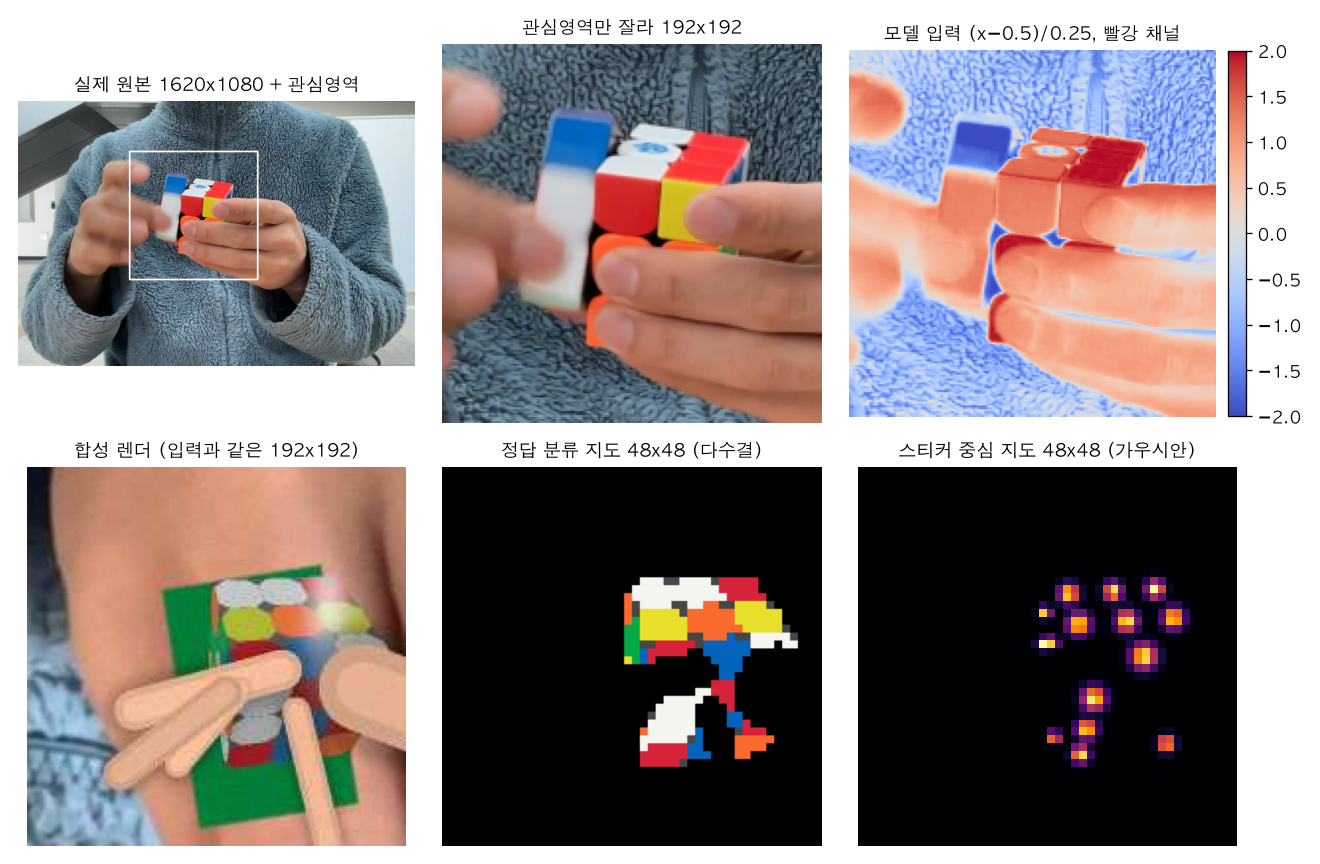 실제 원본 1620x1080 + 관심영역
관심영역만 잘라 192x192
모델 입력 (x−0.5)/0.25, 빨강 채널
2.0
1.5
1.0
0.5
0.0
−0.5
−1.0
−1.5
−2.0
합성 렌더 (입력과 같은 192x192)
정답 분류 지도 48x48 (다수결)
스티커 중심 지도 48x48 (가우시안)